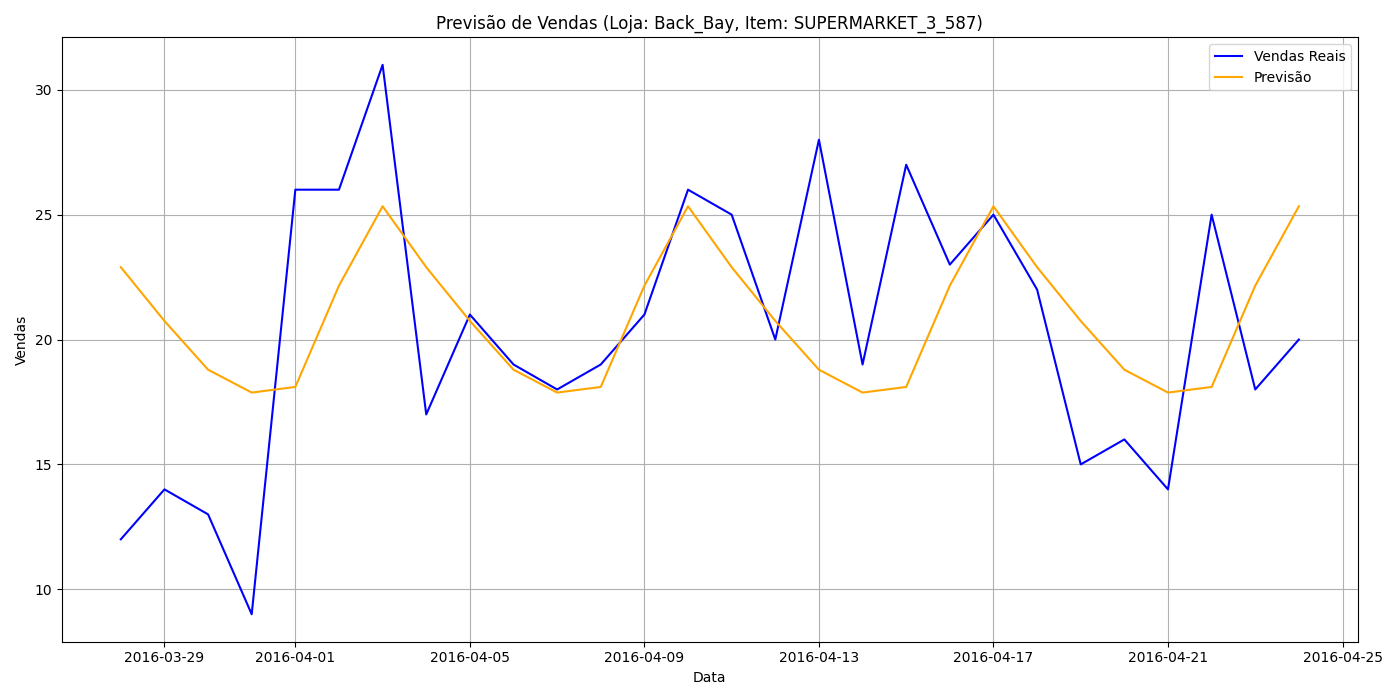 Previsão de Vendas (Loja: Back_Bay, Item: SUPERMARKET_3_587)
Vendas Reais
Previsão
30
25
20
15
10
Vendas
2016-03-29 2016-04-01 2016-04-05 2016-04-09 2016-04-13 2016-04-17 2016-04-21 2016-04-25
Data